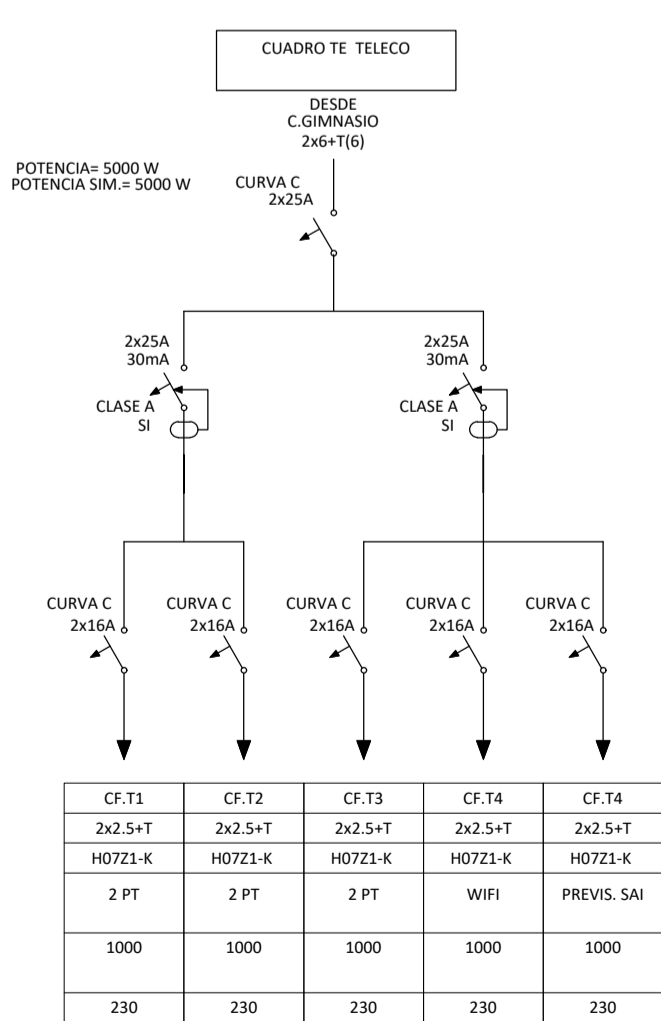 CUADRO TE TELECO
DESDE
C.GIMNASIO
2x6+T(6)
POTENCIA= 5000 W
POTENCIA SIM.= 5000 W
CURVA C
2x25A
2x25A
30mA
CLASE A
SI
2x25A
30mA
CLASE A
SI
CURVA C
2x16A
CURVA C
2x16A
CURVA C
2x16A
CURVA C
2x16A
CURVA C
2x16A
CF.T1 CF.T2 CF.T3 CF.T4 CF.T4
2x2.5+T 2x2.5+T 2x2.5+T 2x2.5+T 2x2.5+T
H07Z1-K H07Z1-K H07Z1-K H07Z1-K H07Z1-K
2 PT 2 PT 2 PT WIFI PREVIS. SAI
1000 1000 1000 1000 1000
230 230 230 230 230